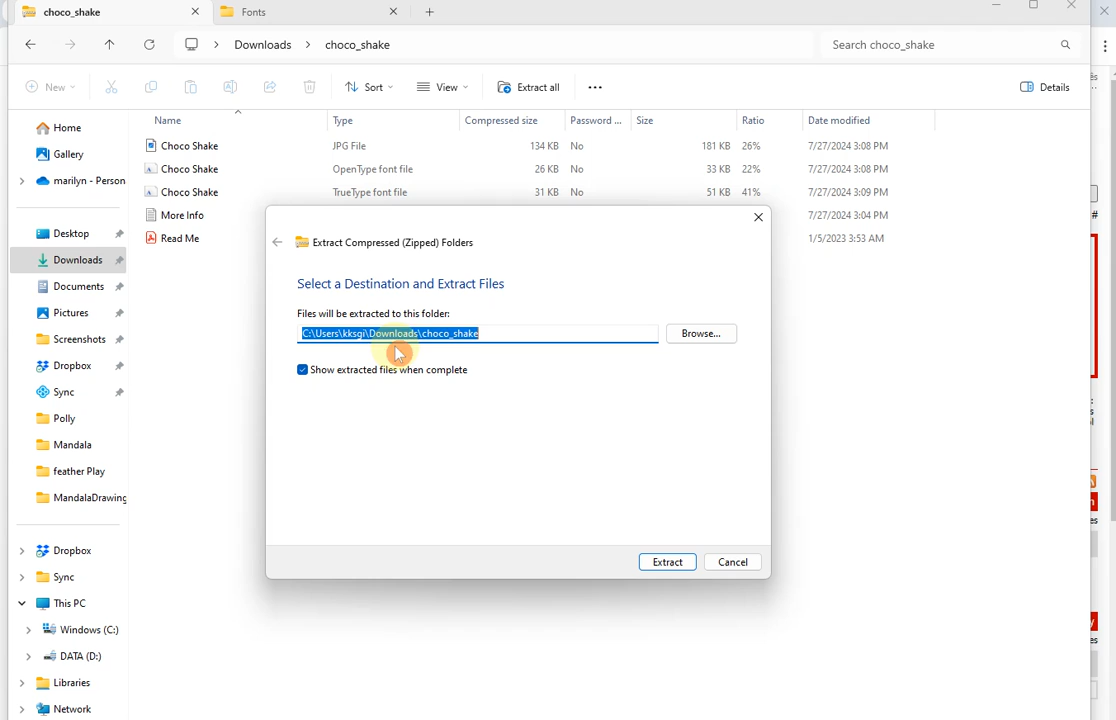 choco_shake
Fonts
Downloads > choco_shake
Search choco_shake
New
Sort
View
Extract all
Details
Name
Type
Compressed size
Password ...
Size
Ratio
Date modified
Choco Shake JPG File 134 KB No 181 KB 26% 7/27/2024 3:08 PM
Choco Shake OpenType font file 26 KB No 33 KB 22% 7/27/2024 3:08 PM
Choco Shake TrueType font file 31 KB No 51 KB 41% 7/27/2024 3:09 PM
More Info 7/27/2024 3:04 PM
Read Me 1/5/2023 3:53 AM
Home
Gallery
marilyn - Person
Desktop
Downloads
Documents
Pictures
Screenshots
Dropbox
Sync
Polly
Mandala
feather Play
MandalaDrawing
Dropbox
Sync
This PC
Windows (C:)
DATA (D:)
Libraries
Network
Extract Compressed (Zipped) Folders
Select a Destination and Extract Files
Files will be extracted to this folder:
C:\Users\kksgi\Downloads\choco_shake
Browse...
Show extracted files when complete
Extract
Cancel